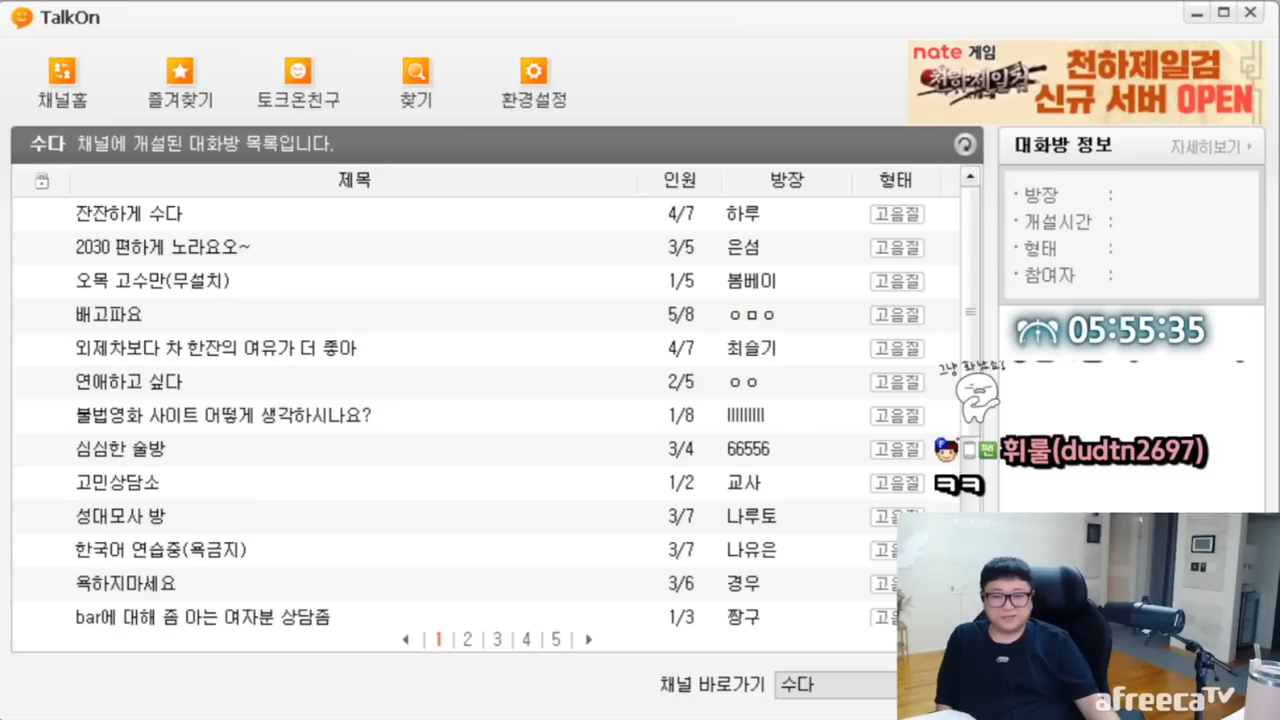 TalkOn
채널홈
즐겨찾기
토크온친구
찾기
환경설정
nate 게임
천하제일검
천하제일검
신규 서버 OPEN
수다 채널에 개설된 대화방 목록입니다.
제목 인원 방장 형태
잔잔하게 수다 4/7 하루 고음질
2030 편하게 노라요오~ 3/5 은섬 고음질
오목 고수만(무설치) 1/5 봄베이 고음질
배고파요 5/8 ㅇㅁㅇ 고음질
외제차보다 차 한잔의 여유가 더 좋아 4/7 최슬기 고음질
연애하고 싶다 2/5 ㅇㅇ 고음질
불법영화 사이트 어떻게 생각하시나요? 1/8 llllllll 고음질
심심한 술방 3/4 66556 고음질
고민상담소 1/2 교사 고음질
성대모사 방 3/7 나루토
한국어 연습중(욕금지) 3/7 나유은
욕하지마세요 3/6 경우
bar에 대해 좀 아는 여자분 상담좀 1/3 짱구
1 | 2 | 3 | 4 | 5
채널 바로가기 수다
대화방 정보 자세히보기
· 방장 :
· 개설시간 :
· 형태 :
· 참여자 :
05:55:35
그냥 화났쇼!
휘룰(dudtn2697)
ㅋㅋ
afreecaTV